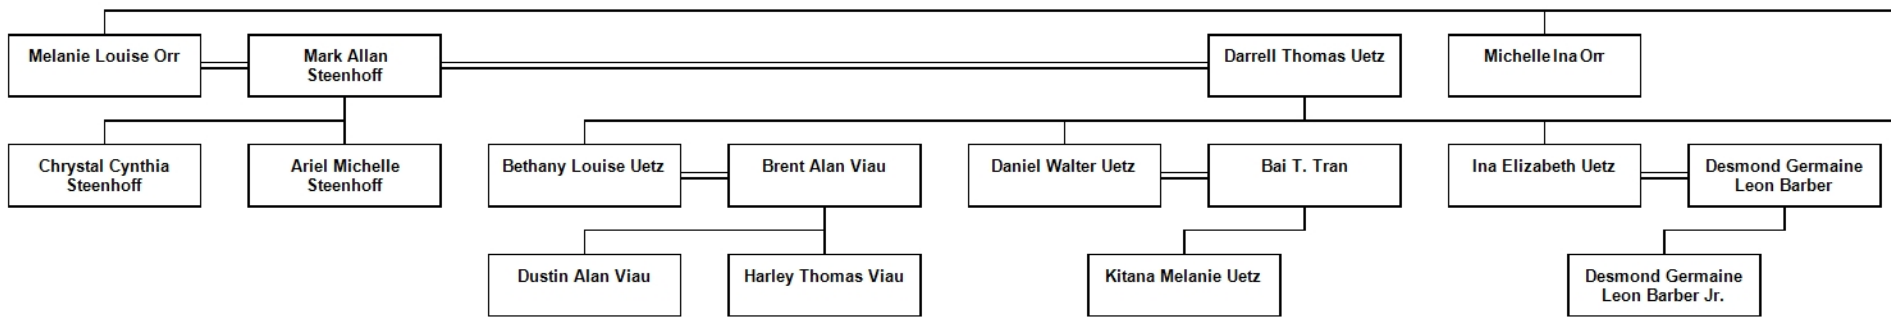 Melanie Louise Orr
Mark Allan
Steenhoff
Darrell Thomas Uetz
Michelle Ina Orr
Chrystal Cynthia
Steenhoff
Ariel Michelle
Steenhoff
Bethany Louise Uetz
Brent Alan Viau
Daniel Walter Uetz
Bai T. Tran
Ina Elizabeth Uetz
Desmond Germaine
Leon Barber
Dustin Alan Viau
Harley Thomas Viau
Kitana Melanie Uetz
Desmond Germaine
Leon Barber Jr.